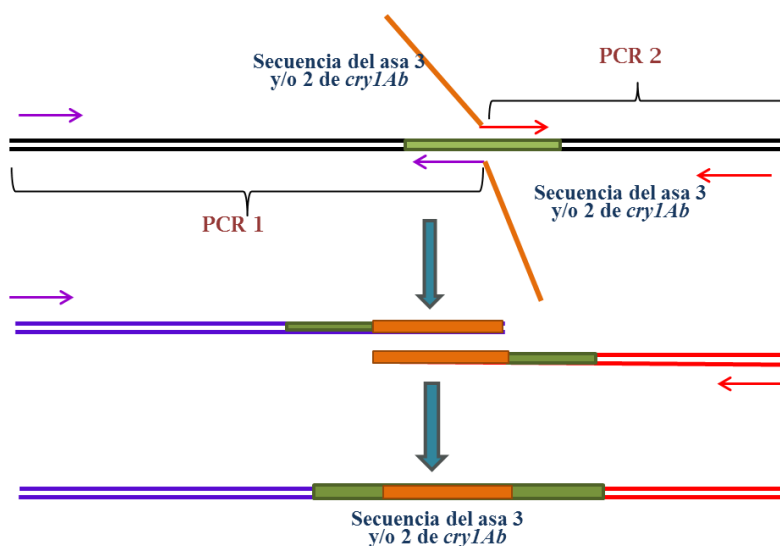 Secuencia del asa 3
y/o 2 de cry1Ab
PCR 2
Secuencia del asa 3
y/o 2 de cry1Ab
PCR 1
Secuencia del asa 3
y/o 2 de cry1Ab